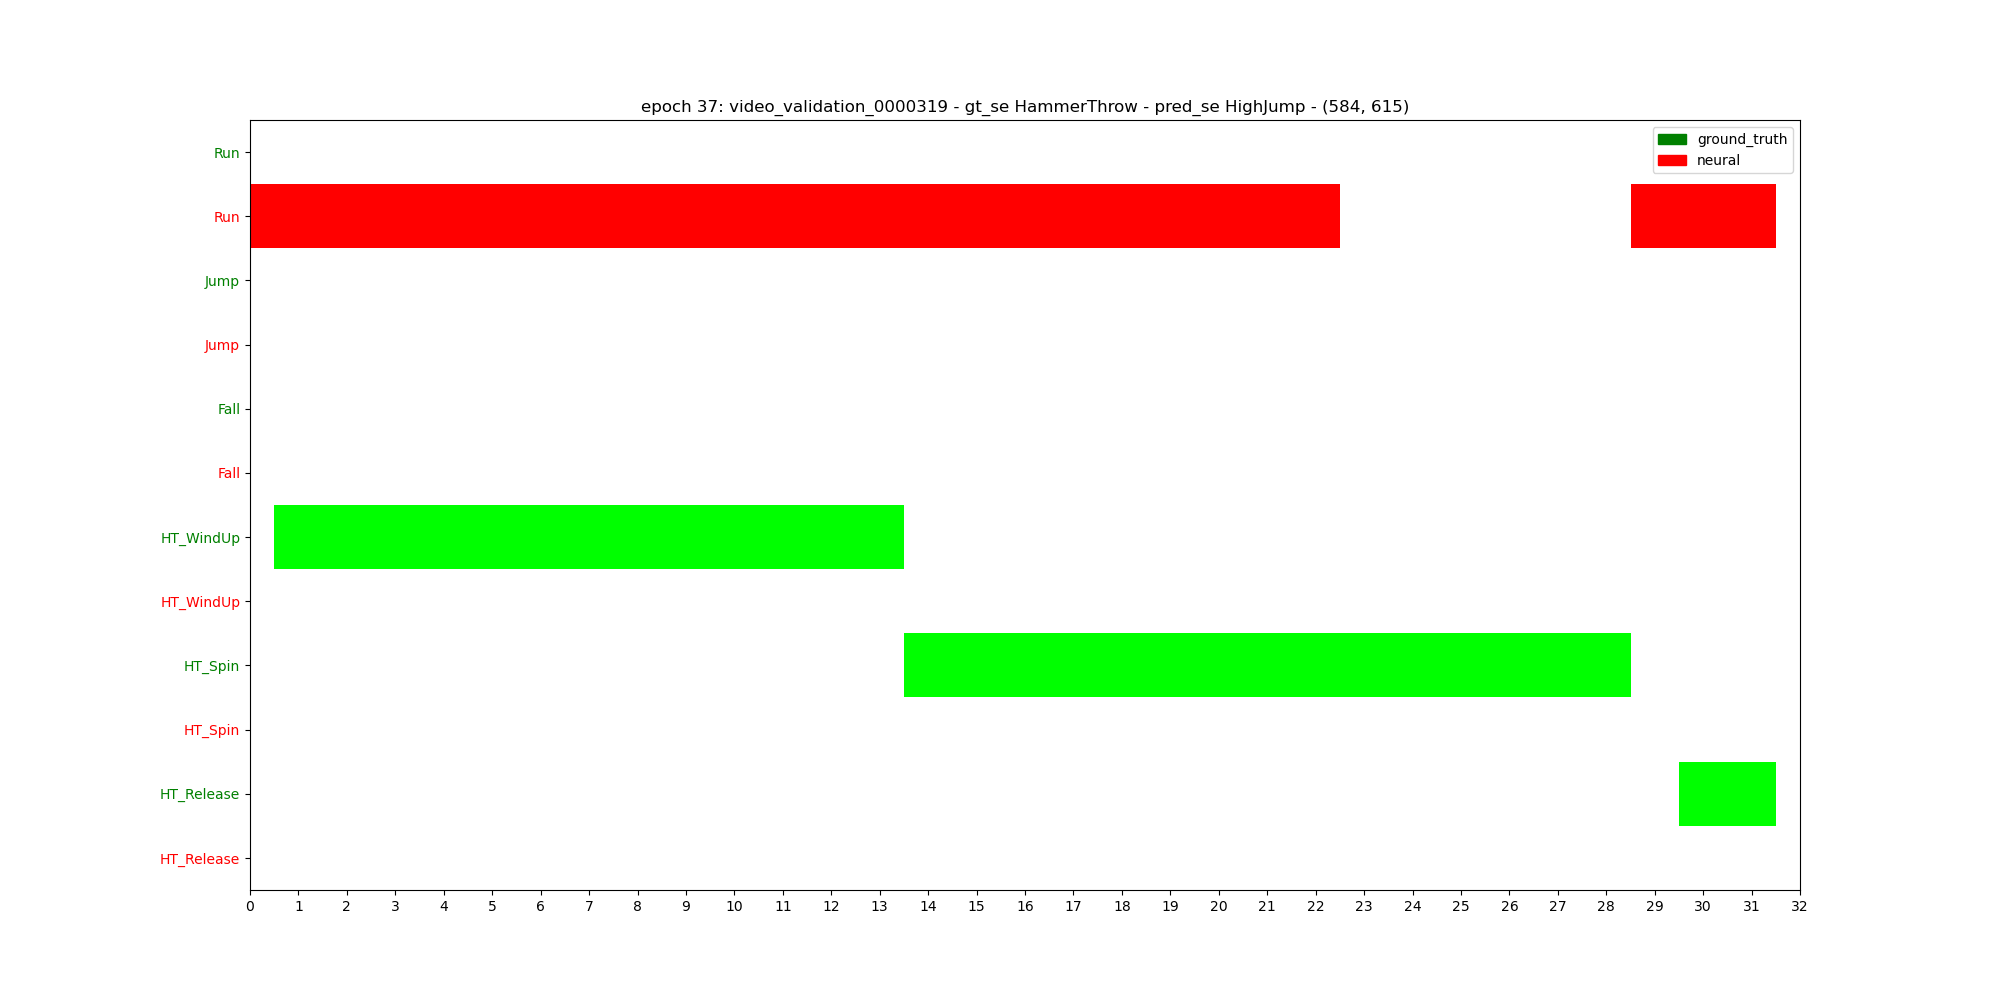 epoch 37: video_validation_0000319 - gt_se HammerThrow - pred_se HighJump - (584, 615)
ground_truth
neural
Run
Run
Jump
Jump
Fall
Fall
HT_WindUp
HT_WindUp
HT_Spin
HT_Spin
HT_Release
HT_Release
0 1 2 3 4 5 6 7 8 9 10 11 12 13 14 15 16 17 18 19 20 21 22 23 24 25 26 27 28 29 30 31 32